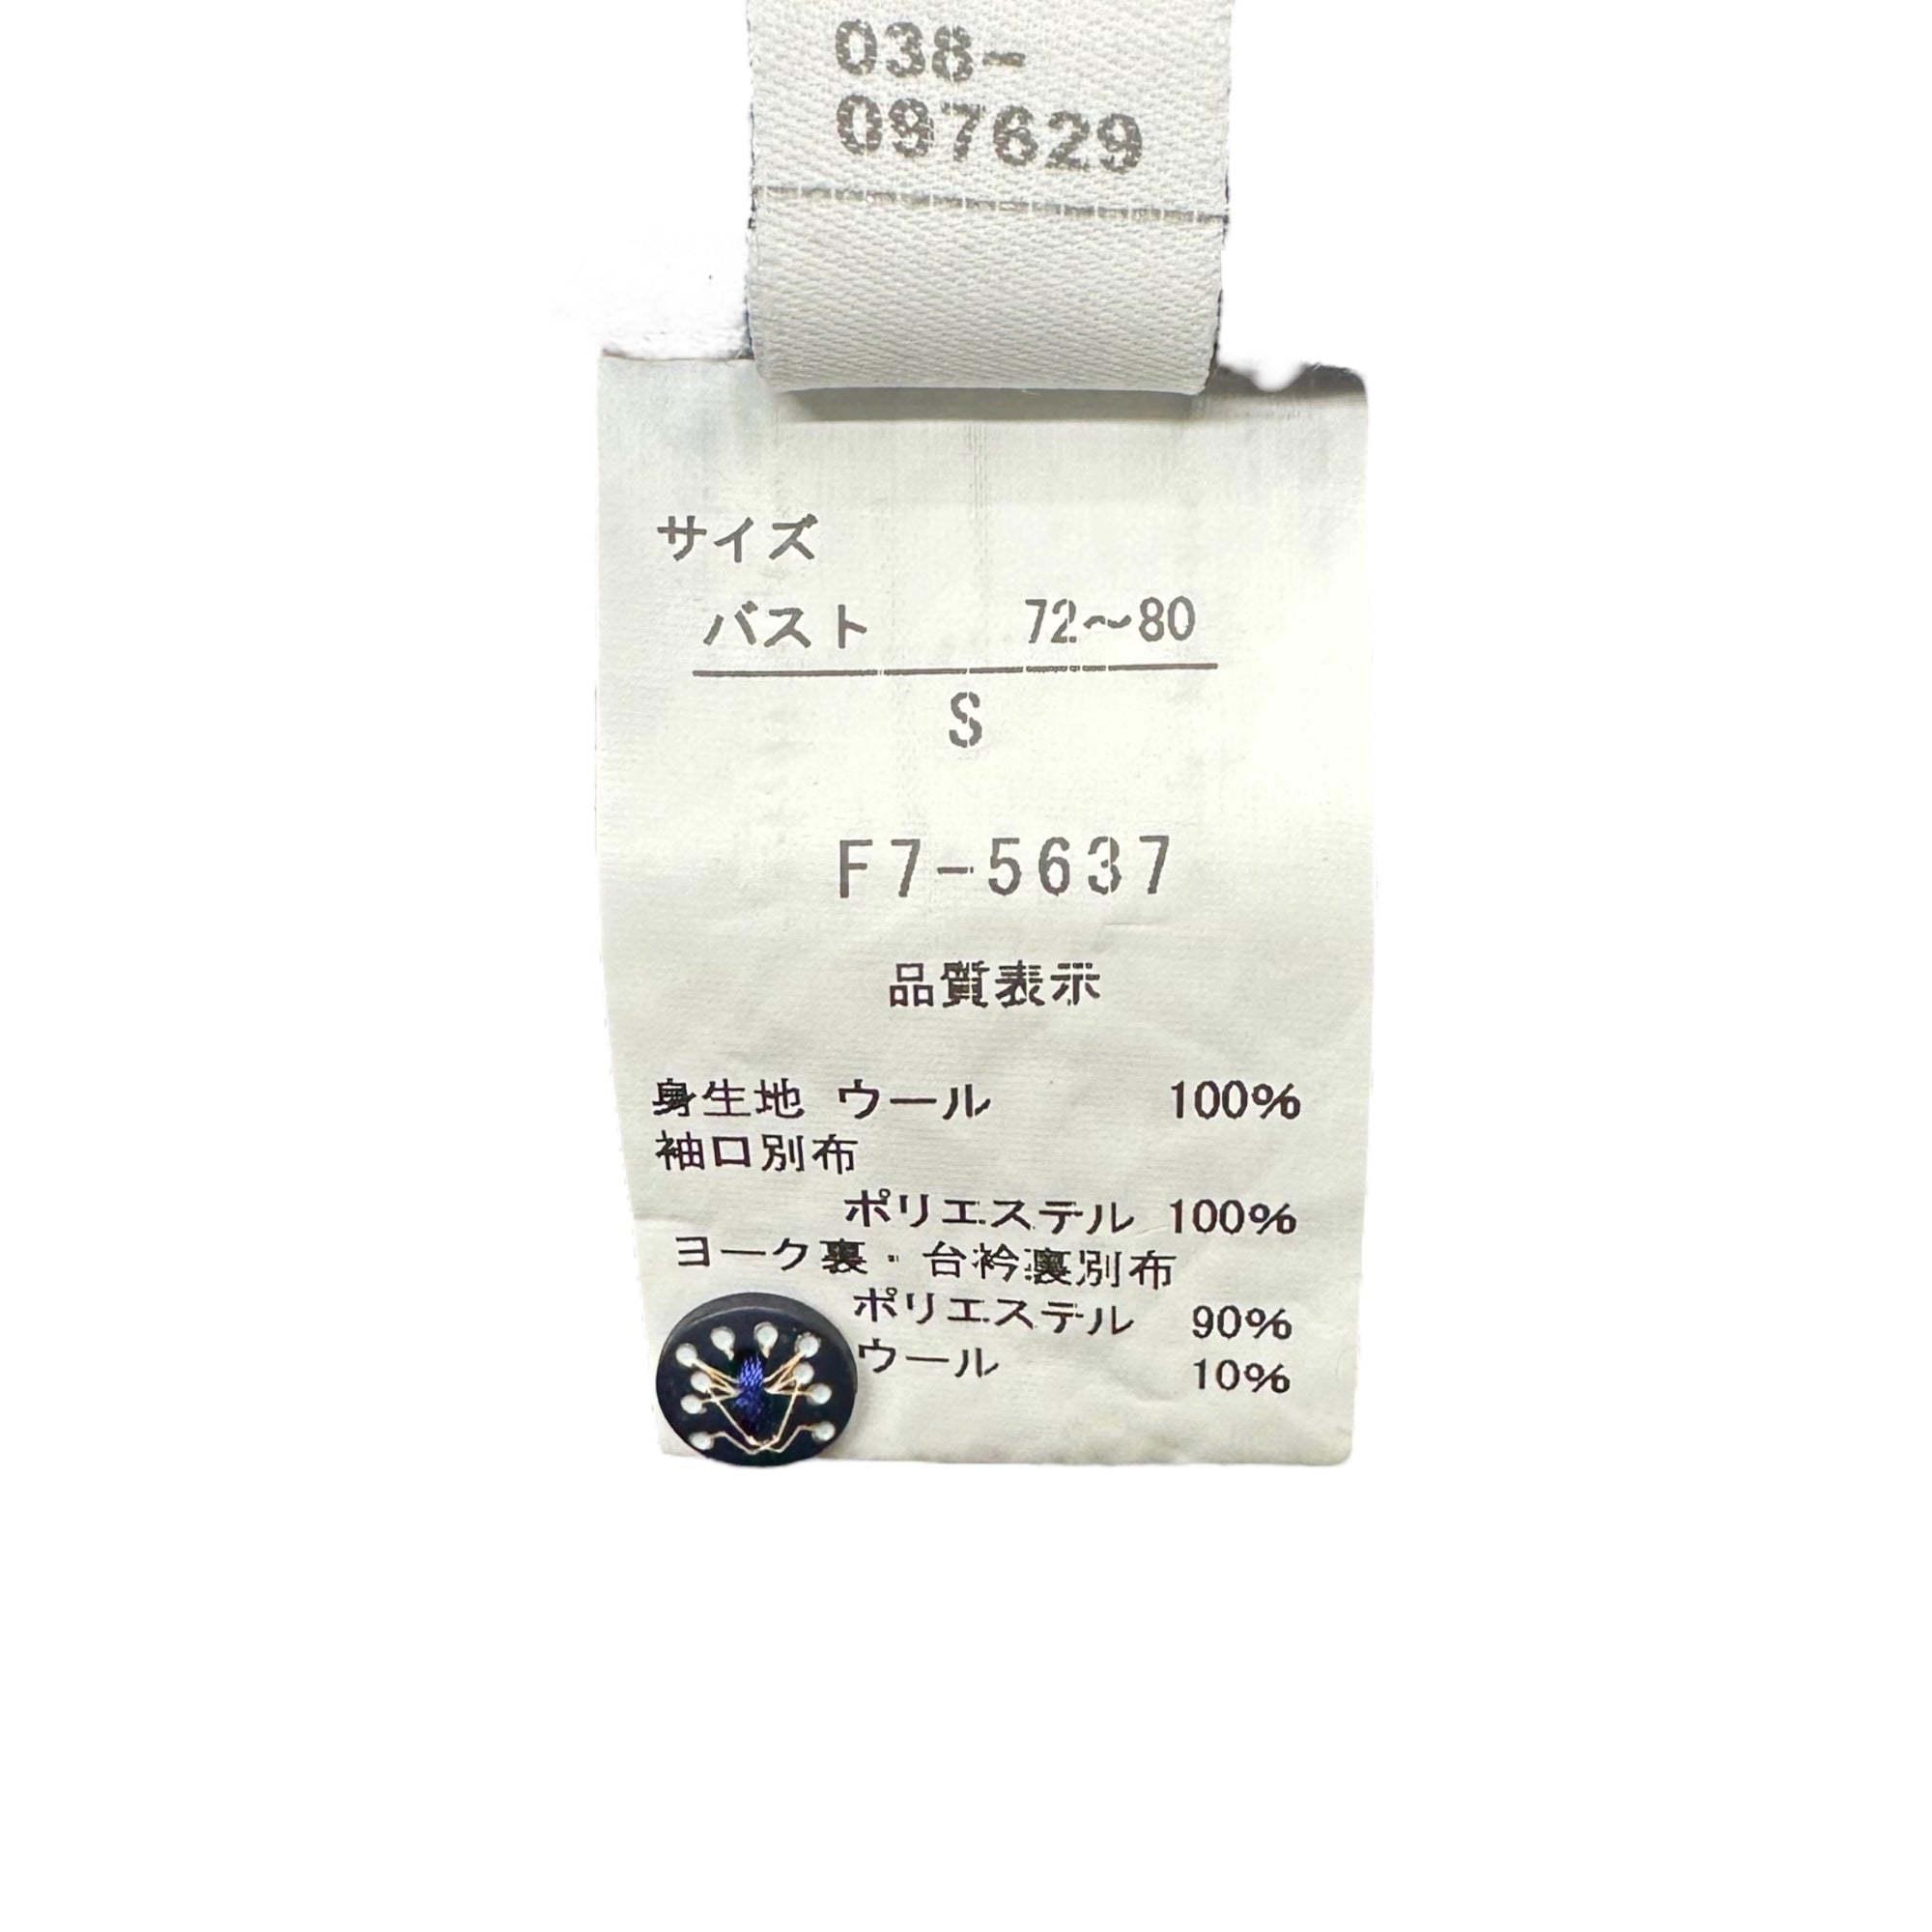 038-
097629
サイズ
バスト 72～80
S
F7-5637
品質表示
身生地 ウール 100%
袖口別布
ポリエステル 100%
ヨーク裏・台衿裏別布
ポリエステル 90%
ウール 10%